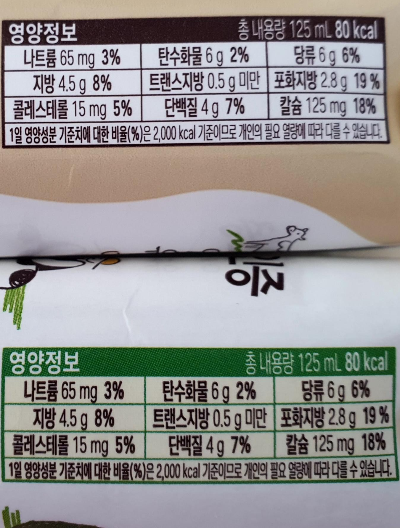 영양정보 총 내용량 125 mL 80 kcal
나트륨 65 mg 3% 탄수화물 6 g 2% 당류 6 g 6%
지방 4.5 g 8% 트랜스지방 0.5 g 미만 포화지방 2.8 g 19 %
콜레스테롤 15 mg 5% 단백질 4 g 7% 칼슘 125 mg 18%
1일 영양성분 기준치에 대한 비율(%)은 2,000 kcal 기준이므로 개인의 필요 열량에 따라 다를 수 있습니다.
영양정보 총 내용량 125 mL 80 kcal
나트륨 65 mg 3% 탄수화물 6 g 2% 당류 6 g 6%
지방 4.5 g 8% 트랜스지방 0.5 g 미만 포화지방 2.8 g 19 %
콜레스테롤 15 mg 5% 단백질 4 g 7% 칼슘 125 mg 18%
1일 영양성분 기준치에 대한 비율(%)은 2,000 kcal 기준이므로 개인의 필요 열량에 따라 다를 수 있습니다.